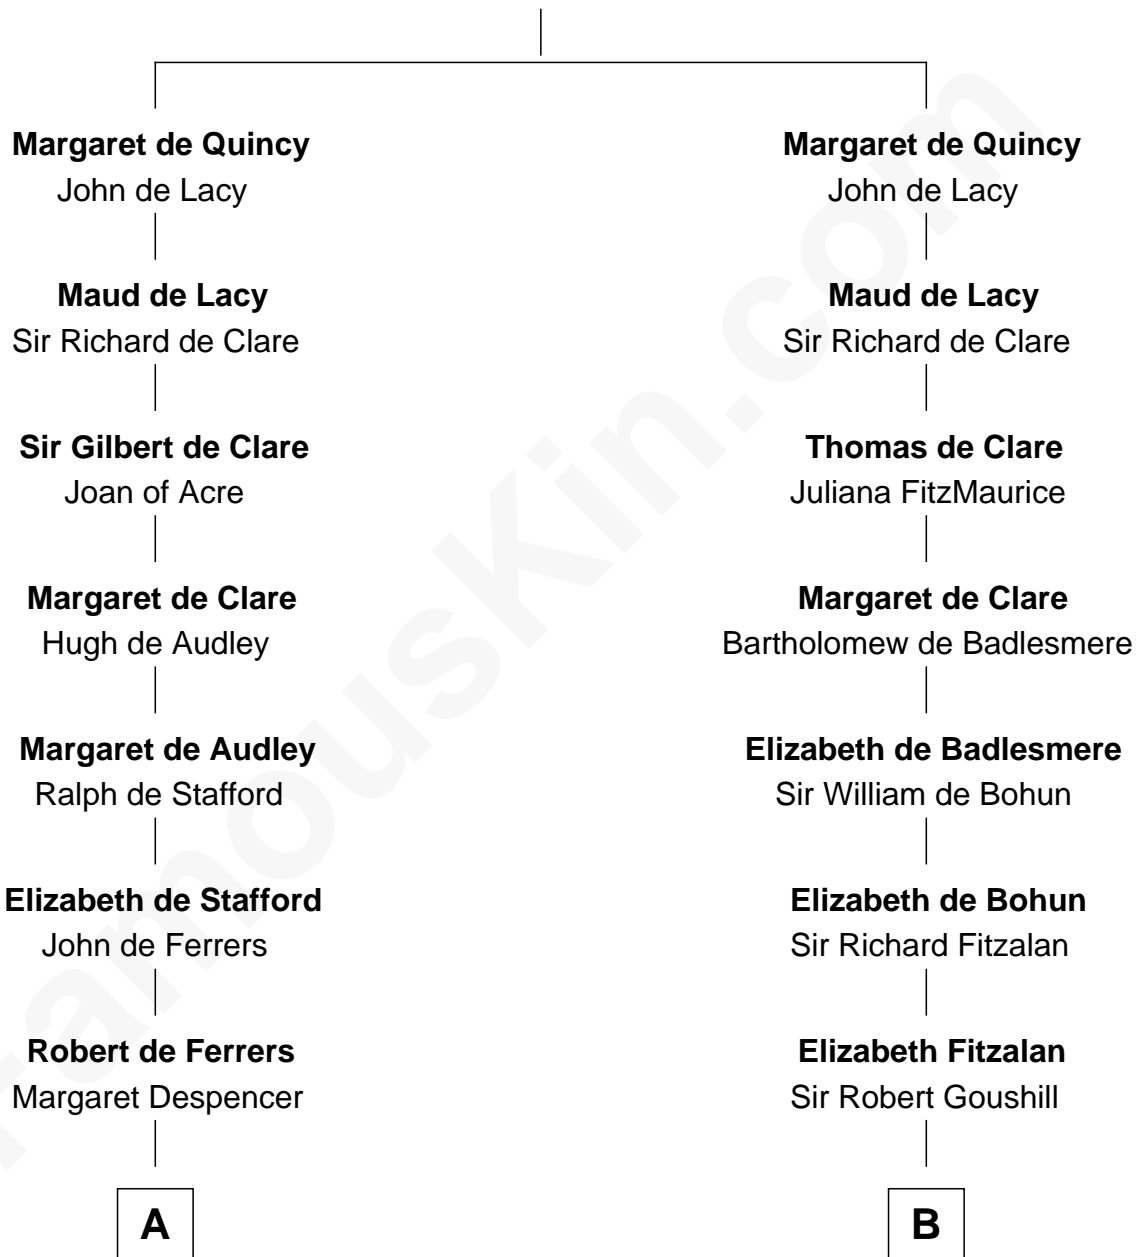 Margaret de Quincy
John de Lacy
Maud de Lacy
Sir Richard de Clare
Sir Gilbert de Clare
Joan of Acre
Margaret de Clare
Hugh de Audley
Margaret de Audley
Ralph de Stafford
Elizabeth de Stafford
John de Ferrers
Robert de Ferrers
Margaret Despencer
A
Margaret de Quincy
John de Lacy
Maud de Lacy
Sir Richard de Clare
Thomas de Clare
Juliana FitzMaurice
Margaret de Clare
Bartholomew de Badlesmere
Elizabeth de Badlesmere
Sir William de Bohun
Elizabeth de Bohun
Sir Richard Fitzalan
Elizabeth Fitzalan
Sir Robert Goushill
B
FamousKin.com